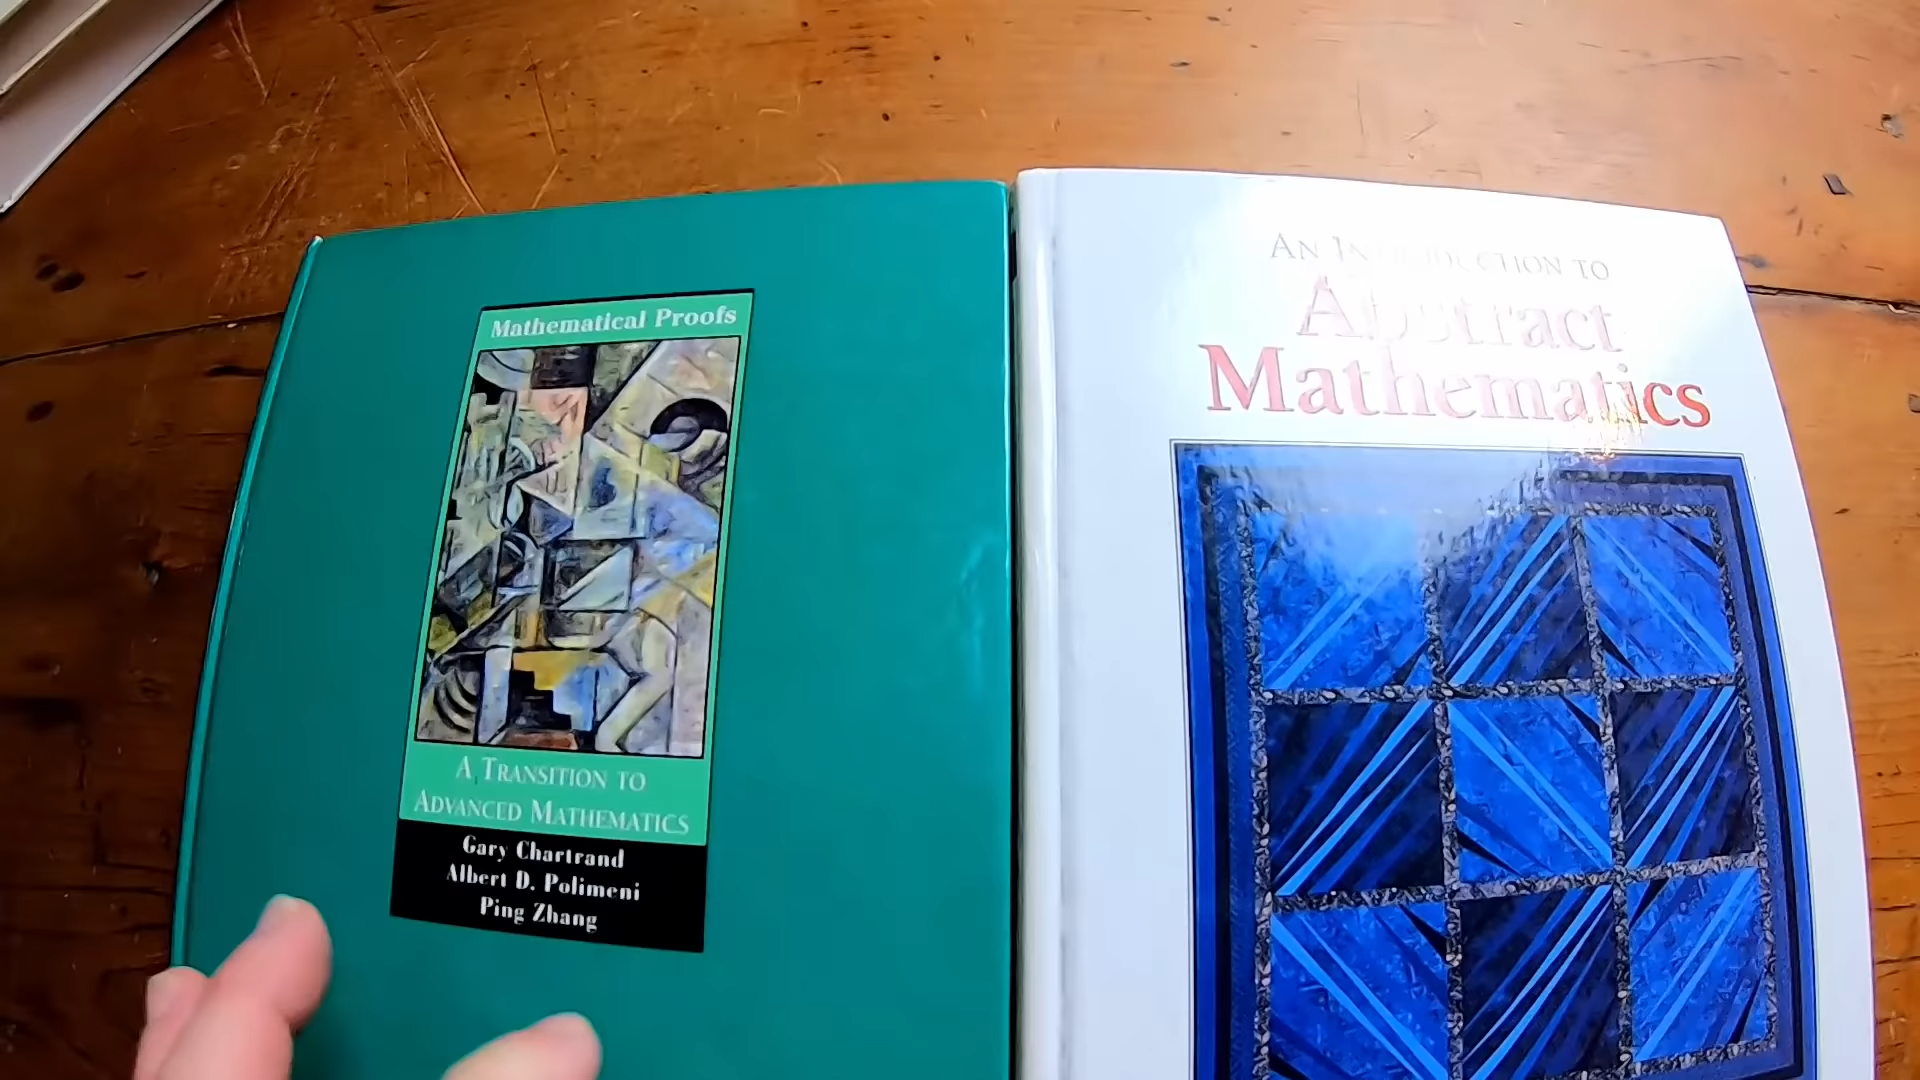 Mathematical Proofs
A TRANSITION TO
ADVANCED MATHEMATICS
Gary Chartrand
Albert D. Polimeni
Ping Zhang
AN INTRODUCTION TO
Abstract
Mathematics